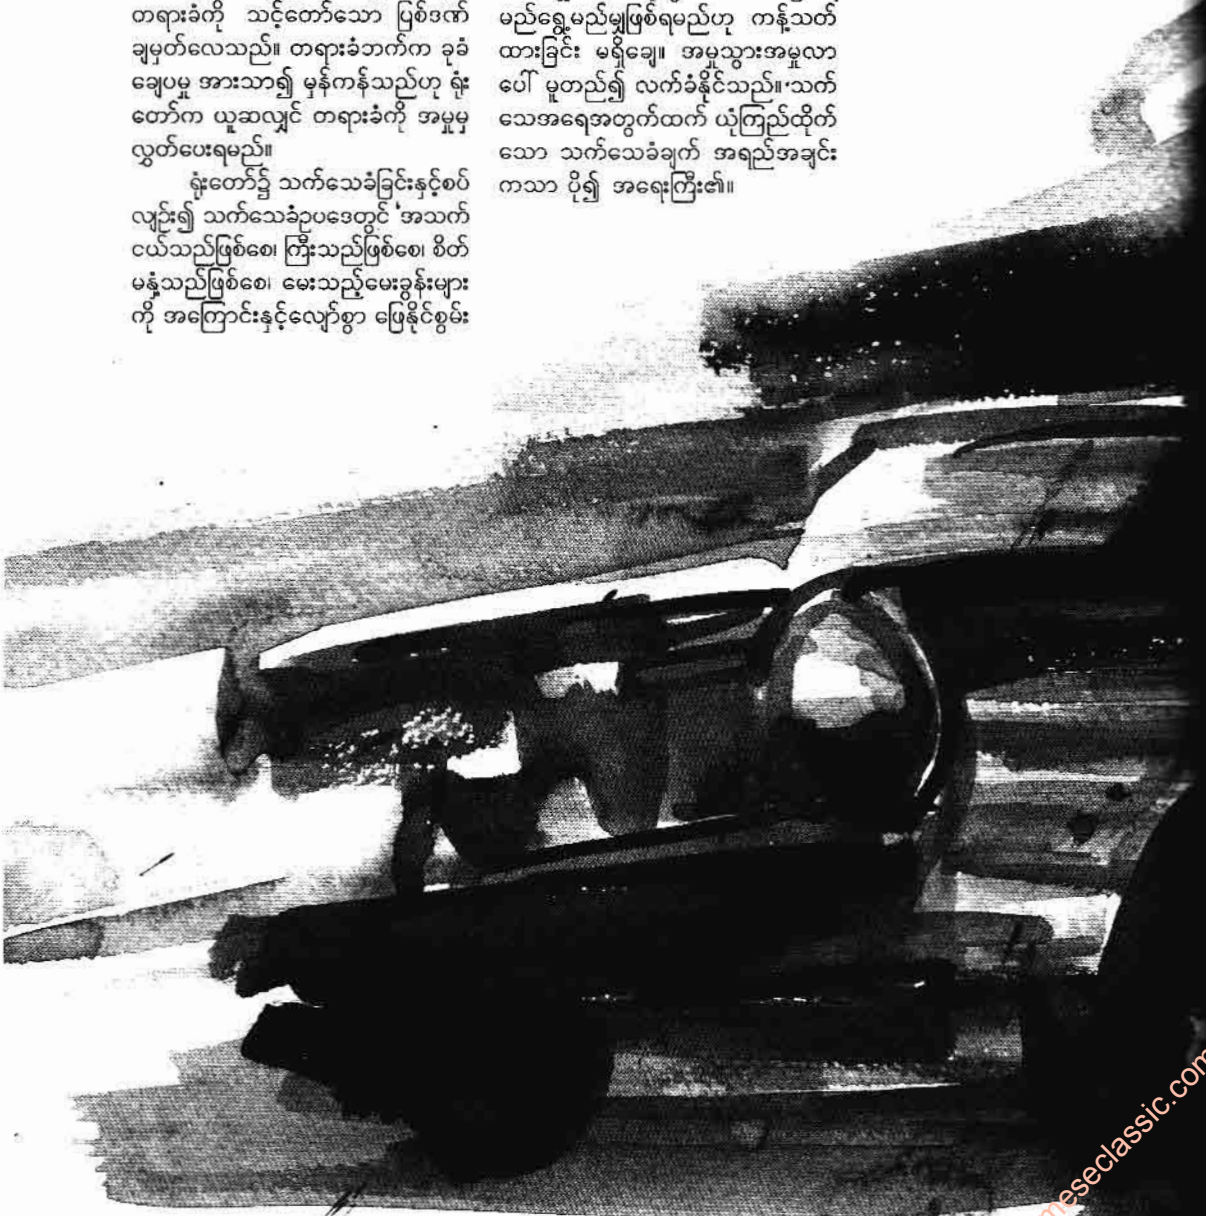 တရားခံကို သင့်တော်သော ပြစ်ဒဏ်
ချမှတ်လေသည်။ တရားခံဘက်က ခုခံ
ချေပမှု အားသာ၍ မှန်ကန်သည်ဟု ရုံး
တော်က ယူဆလျှင် တရားခံကို အမှုမှ
လွှတ်ပေးရမည်။
ရုံးတော်၌ သက်သေခံခြင်းနှင့်စပ်
လျဉ်း၍ သက်သေခံဥပဒေတွင် 'အသက်
ငယ်သည်ဖြစ်စေ၊ ကြီးသည်ဖြစ်စေ၊ စိတ်
မနှံ့သည်ဖြစ်စေ၊ မေးသည့်မေးခွန်းများ
ကို အကြောင်းနှင့်လျော်စွာ ဖြေနိုင်စွမ်း
မည်ရွေ့မည်မျှဖြစ်ရမည်ဟု ကန့်သတ်
ထားခြင်း မရှိချေ။ အမှုသွားအမှုလာ
ပေါ် မူတည်၍ လက်ခံနိုင်သည်။ သက်
သေအရေအတွက်ထက် ယုံကြည်ထိုက်
သော သက်သေခံချက် အရည်အချင်း
ကသာ ပို၍ အရေးကြီး၏။
meseclassic.com